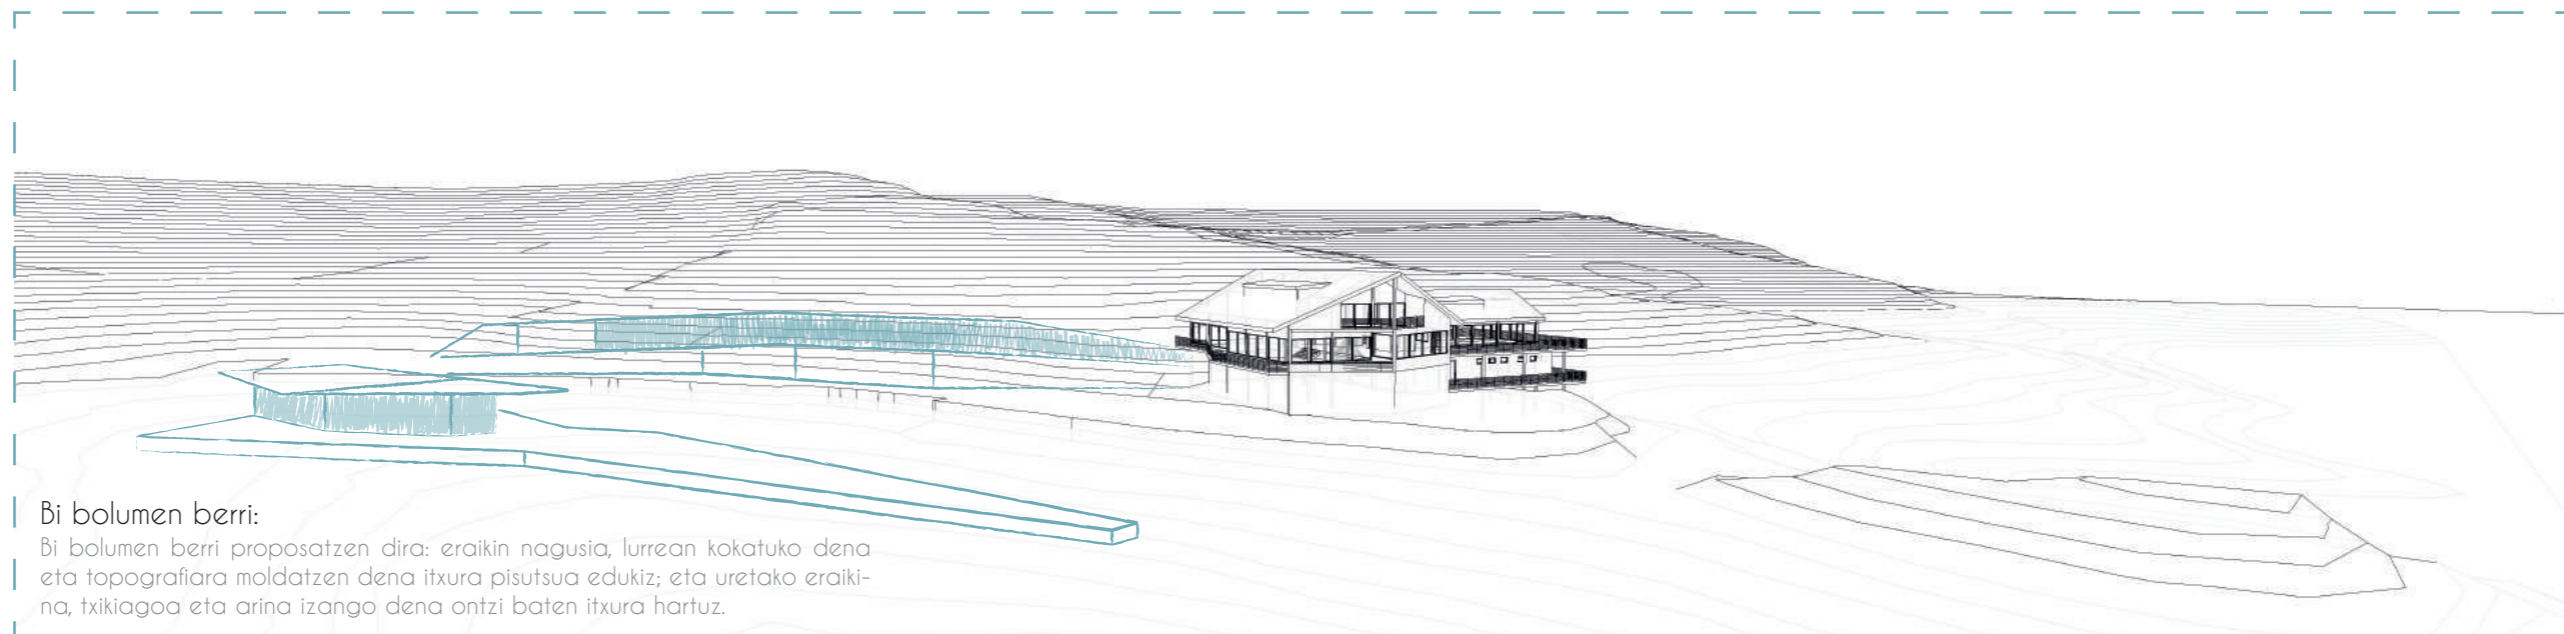 Bi bolumen berri:
Bi bolumen berri proposatzen dira: eraikin nagusia, lurrean kokatuko dena
eta topografiara moldatzen dena itxura pisutsua edukiz; eta uretako eraiki-
na, txikiagoa eta arina izango dena ontzi baten itxura hartuz.